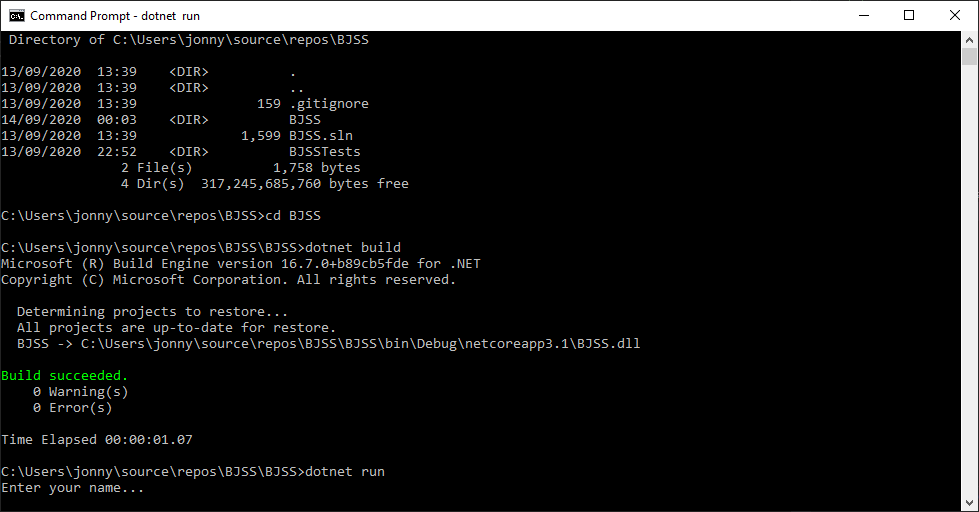 Command Prompt - dotnet  run
 Directory of C:\Users\jonny\source\repos\BJSS
13/09/2020  13:39    <DIR>          .
13/09/2020  13:39    <DIR>          ..
13/09/2020  13:39               159 .gitignore
14/09/2020  00:03    <DIR>          BJSS
13/09/2020  13:39             1,599 BJSS.sln
13/09/2020  22:52    <DIR>          BJSSTests
               2 File(s)          1,758 bytes
               4 Dir(s)  317,245,685,760 bytes free
C:\Users\jonny\source\repos\BJSS>cd BJSS
C:\Users\jonny\source\repos\BJSS\BJSS>dotnet build
Microsoft (R) Build Engine version 16.7.0+b89cb5fde for .NET
Copyright (C) Microsoft Corporation. All rights reserved.
  Determining projects to restore...
  All projects are up-to-date for restore.
  BJSS -> C:\Users\jonny\source\repos\BJSS\BJSS\bin\Debug\netcoreapp3.1\BJSS.dll
Build succeeded.
    0 Warning(s)
    0 Error(s)
Time Elapsed 00:00:01.07
C:\Users\jonny\source\repos\BJSS\BJSS>dotnet run
Enter your name...